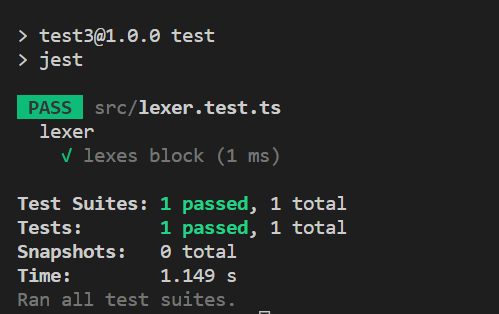 > test3@1.0.0 test
> jest
PASS src/lexer.test.ts
lexer
√ lexes block (1 ms)
Test Suites: 1 passed, 1 total
Tests: 1 passed, 1 total
Snapshots: 0 total
Time: 1.149 s
Ran all test suites.